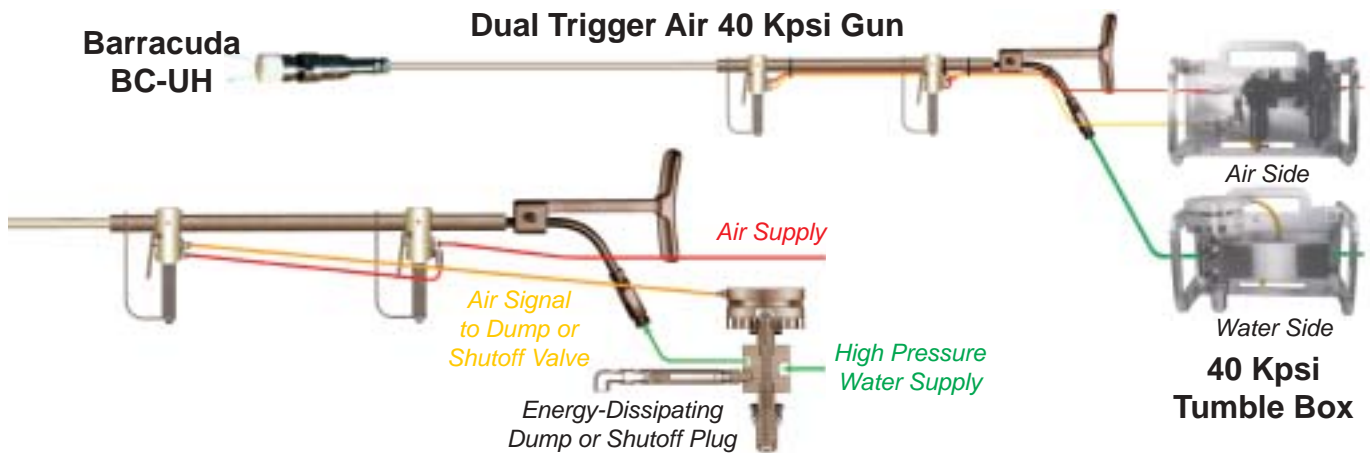 Dual Trigger Air 40 Kpsi Gun
Barracuda
BC-UH
Air Side
Air Supply
Air Signal
to Dump or
Shutoff Valve
Water Side
High Pressure
Water Supply
40 Kpsi
Tumble Box
Energy-Dissipating
Dump or Shutoff Plug